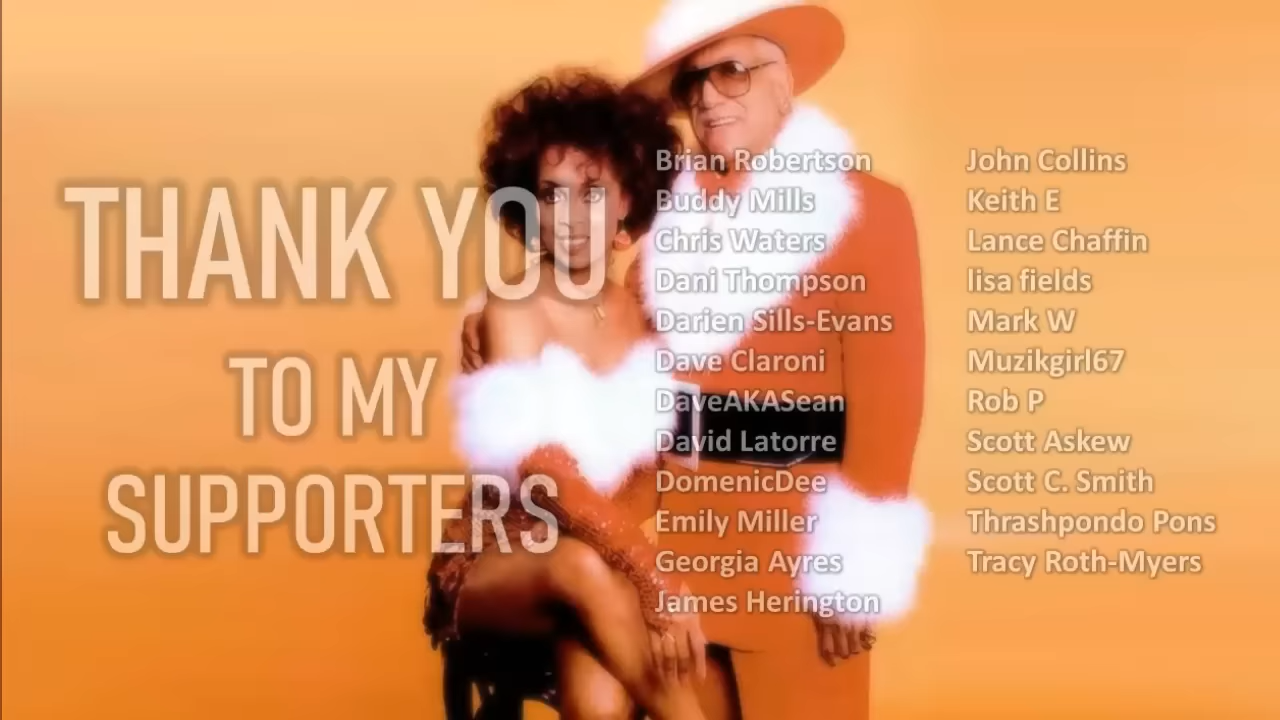 THANK YOU
TO MY
SUPPORTERS
Brian Robertson
Buddy Mills
Chris Waters
Dani Thompson
Darien Sills-Evans
Dave Claroni
DaveAKASean
David Latorre
DomenicDee
Emily Miller
Georgia Ayres
James Herington
John Collins
Keith E
Lance Chaffin
lisa fields
Mark W
Muzikgirl67
Rob P
Scott Askew
Scott C. Smith
Thrashpondo Pons
Tracy Roth-Myers